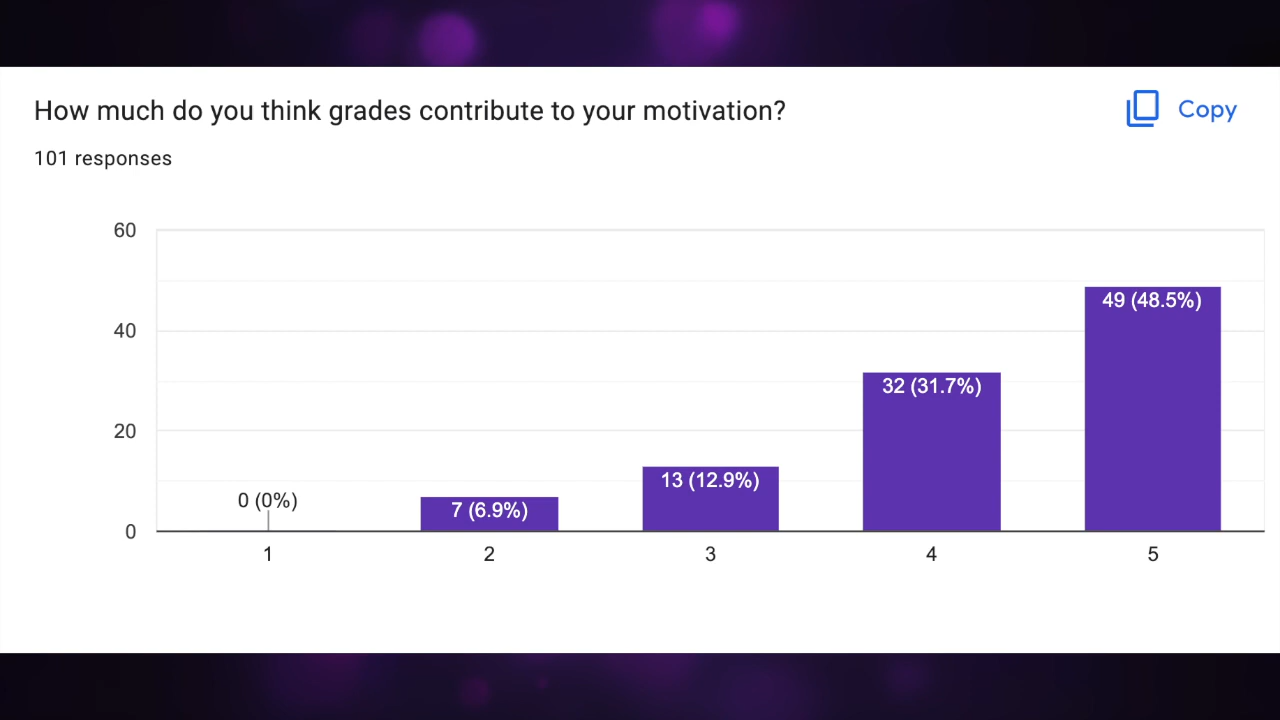 How much do you think grades contribute to your motivation?
Copy
101 responses
60
40
20
0
0 (0%)
7 (6.9%)
13 (12.9%)
32 (31.7%)
49 (48.5%)
1 2 3 4 5